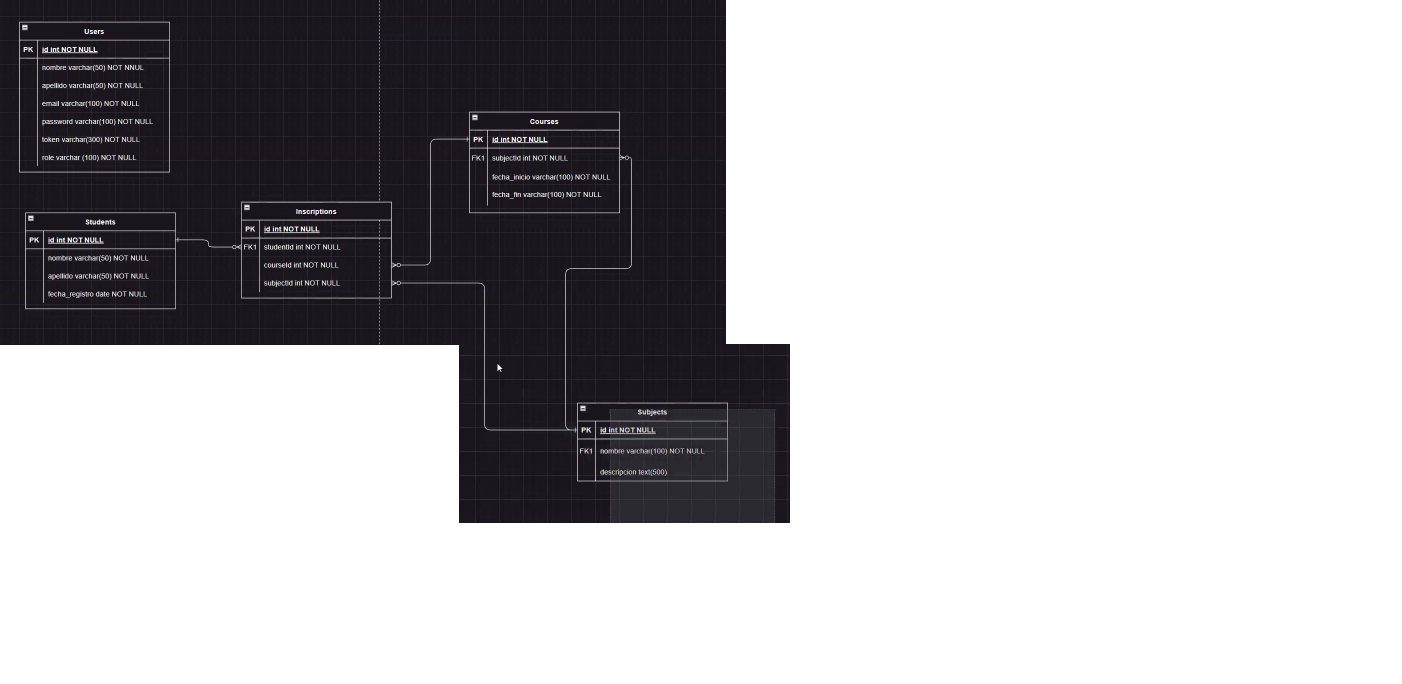 Users
PK id int NOT NULL
nombre varchar(50) NOT NNUL
apellido varchar(50) NOT NULL
email varchar(100) NOT NULL
password varchar(100) NOT NULL
token varchar(300) NOT NULL
role varchar (100) NOT NULL
Courses
PK id int NOT NULL
FK1 subjectId int NOT NULL
fecha_inicio varchar(100) NOT NULL
fecha_fin varchar(100) NOT NULL
Students
PK id int NOT NULL
nombre varchar(50) NOT NULL
apellido varchar(50) NOT NULL
fecha_registro date NOT NULL
Inscriptions
PK id int NOT NULL
FK1 studentId int NOT NULL
courseId int NOT NULL
subjectId int NOT NULL
Subjects
PK id int NOT NULL
FK1 nombre varchar(100) NOT NULL
descripcion text(500)